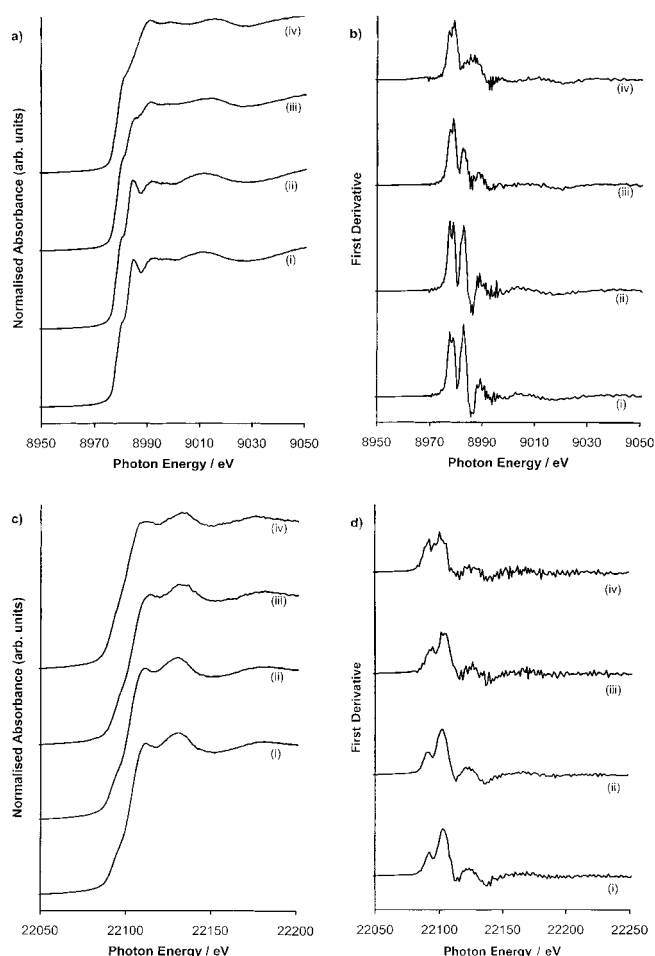 a)
Normalised Absorbance (arb. units)
(iv)
(iii)
(ii)
(i)
8950 8970 8990 9010 9030 9050
Photon Energy / eV
b)
First Derivative
(iv)
(iii)
(ii)
(i)
8950 8970 8990 9010 9030 9050
Photon Energy / eV
c)
Normalised Absorbance (arb. units)
(iv)
(iii)
(ii)
(i)
22050 22100 22150 22200
Photon Energy / eV
d)
First Derivative
(iv)
(iii)
(ii)
(i)
22050 22100 22150 22200 22250
Photon Energy / eV